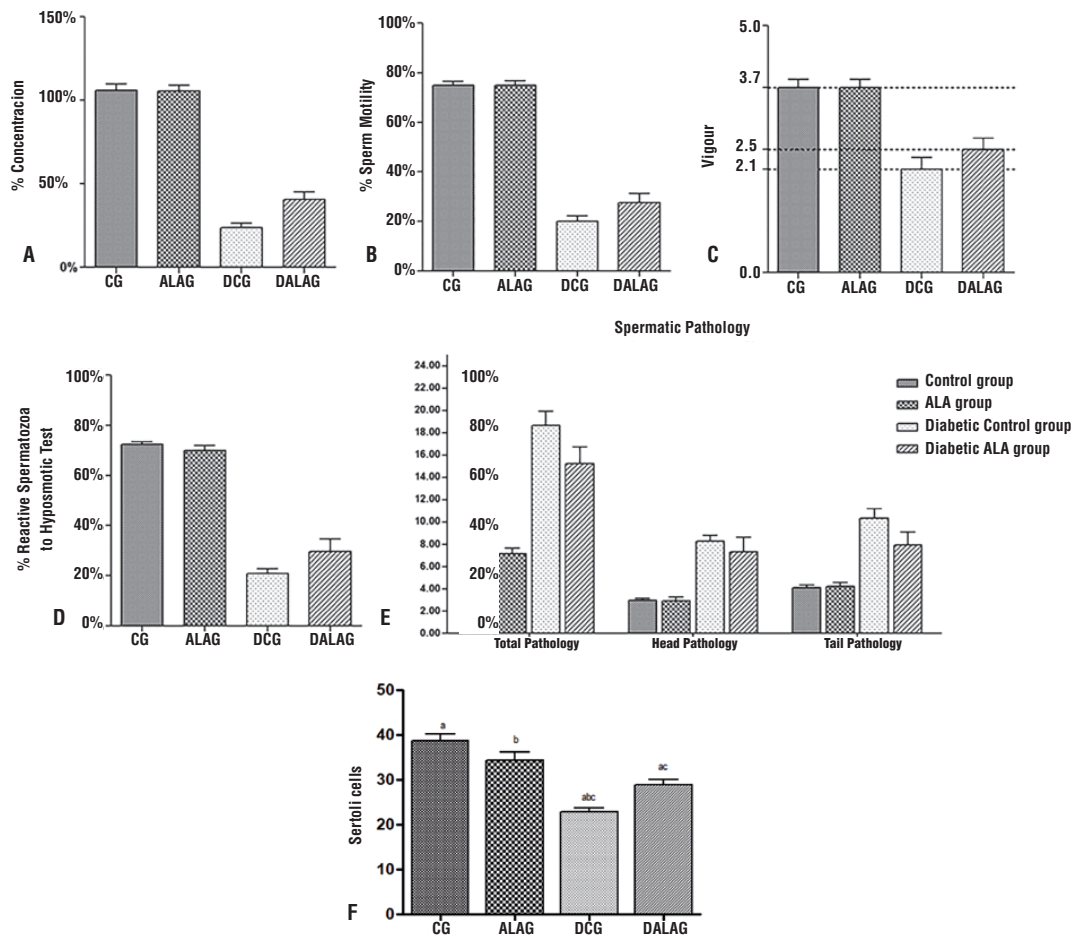 150%
100%
50%
0%
% Concentracion
A
CG ALAG DCG DALAG
100%
80%
60%
40%
20%
0%
% Sperm Motility
B
CG ALAG DCG DALAG
5.0
3.7
2.5
2.1
0.0
Vigour
C
CG ALAG DCG DALAG
100%
80%
60%
40%
20%
0%
% Reactive Spermatozoa
to Hyposmotic Test
D
CG ALAG DCG DALAG
Spermatic Pathology
24.00
22.00
20.00
18.00
16.00
14.00
12.00
10.00
8.00
6.00
4.00
2.00
0.00
100%
80%
60%
40%
20%
0%
E
Total Pathology Head Pathology Tail Pathology
Control group
ALA group
Diabetic Control group
Diabetic ALA group
50
40
30
20
10
0
Sertoli cells
a
b
abc
ac
F
CG ALAG DCG DALAG